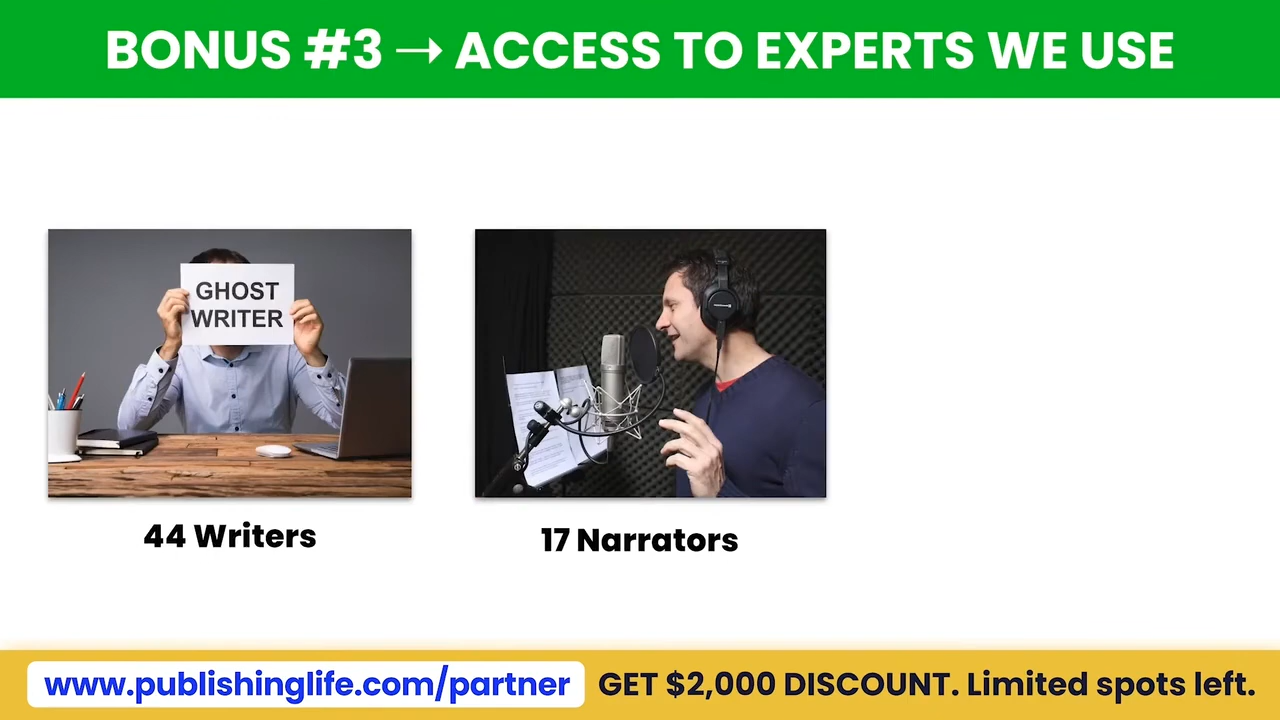 BONUS #3 → ACCESS TO EXPERTS WE USE
GHOST
WRITER
44 Writers
17 Narrators
www.publishinglife.com/partner
GET $2,000 DISCOUNT. Limited spots left.